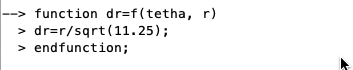 --> function dr=f(tetha, r)
> dr=r/sqrt(11.25);
> endfunction;